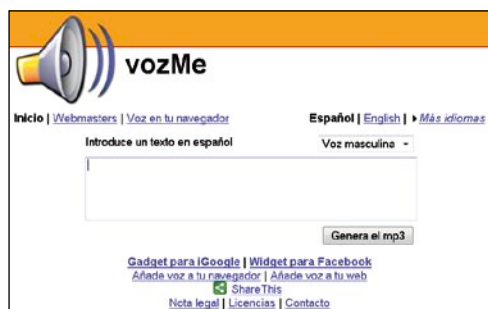 vozMe
Inicio | Webmasters | Voz en tu navegador Español | English | ▸ Más idiomas
Introduce un texto en español Voz masculina
Genera el mp3
Gadget para iGoogle | Widget para Facebook
Añade voz a tu navegador | Añade voz a tu web
ShareThis
Nota legal | Licencias | Contacto